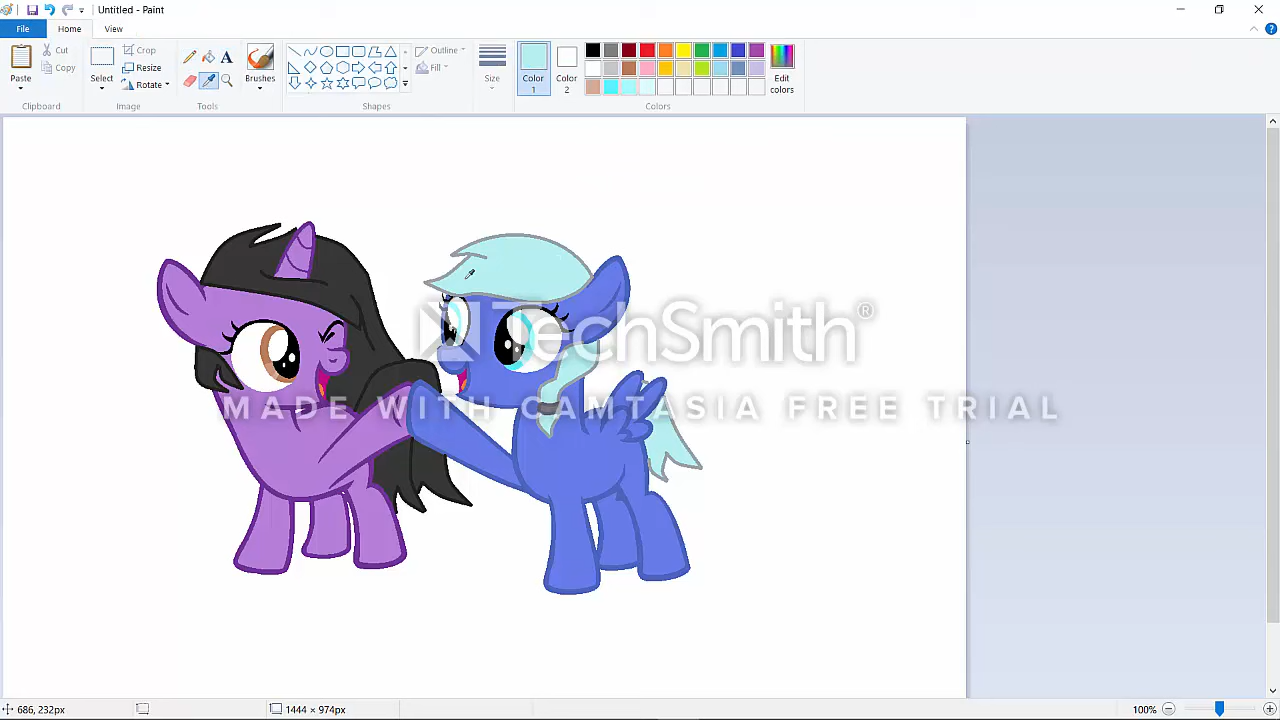 Untitled - Paint
File Home View
Paste
Cut
Copy
Clipboard
Select
Crop
Resize
Rotate
Image
A
Tools
Brushes
Shapes
Outline
Fill
Size
Color 1
Color 2
Edit colors
Colors
TechSmith®
MADE WITH CAMTASIA FREE TRIAL
686, 232px
1444 × 974px
100%